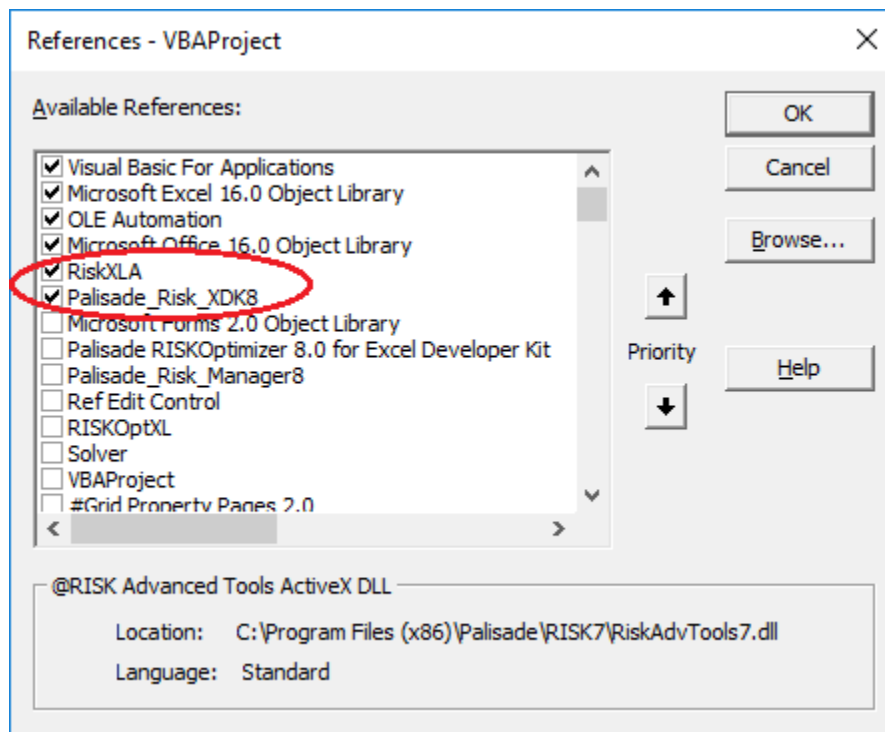 References - VBAProject
Available References:
Visual Basic For Applications
Microsoft Excel 16.0 Object Library
OLE Automation
Microsoft Office 16.0 Object Library
RiskXLA
Palisade_Risk_XDK8
Microsoft Forms 2.0 Object Library
Palisade RISKOptimizer 8.0 for Excel Developer Kit
Palisade_Risk_Manager8
Ref Edit Control
RISKOptXL
Solver
VBAProject
#Grid Property Pages 2.0
OK
Cancel
Browse...
Priority
Help
@RISK Advanced Tools ActiveX DLL
Location: C:\Program Files (x86)\Palisade\RISK7\RiskAdvTools7.dll
Language: Standard